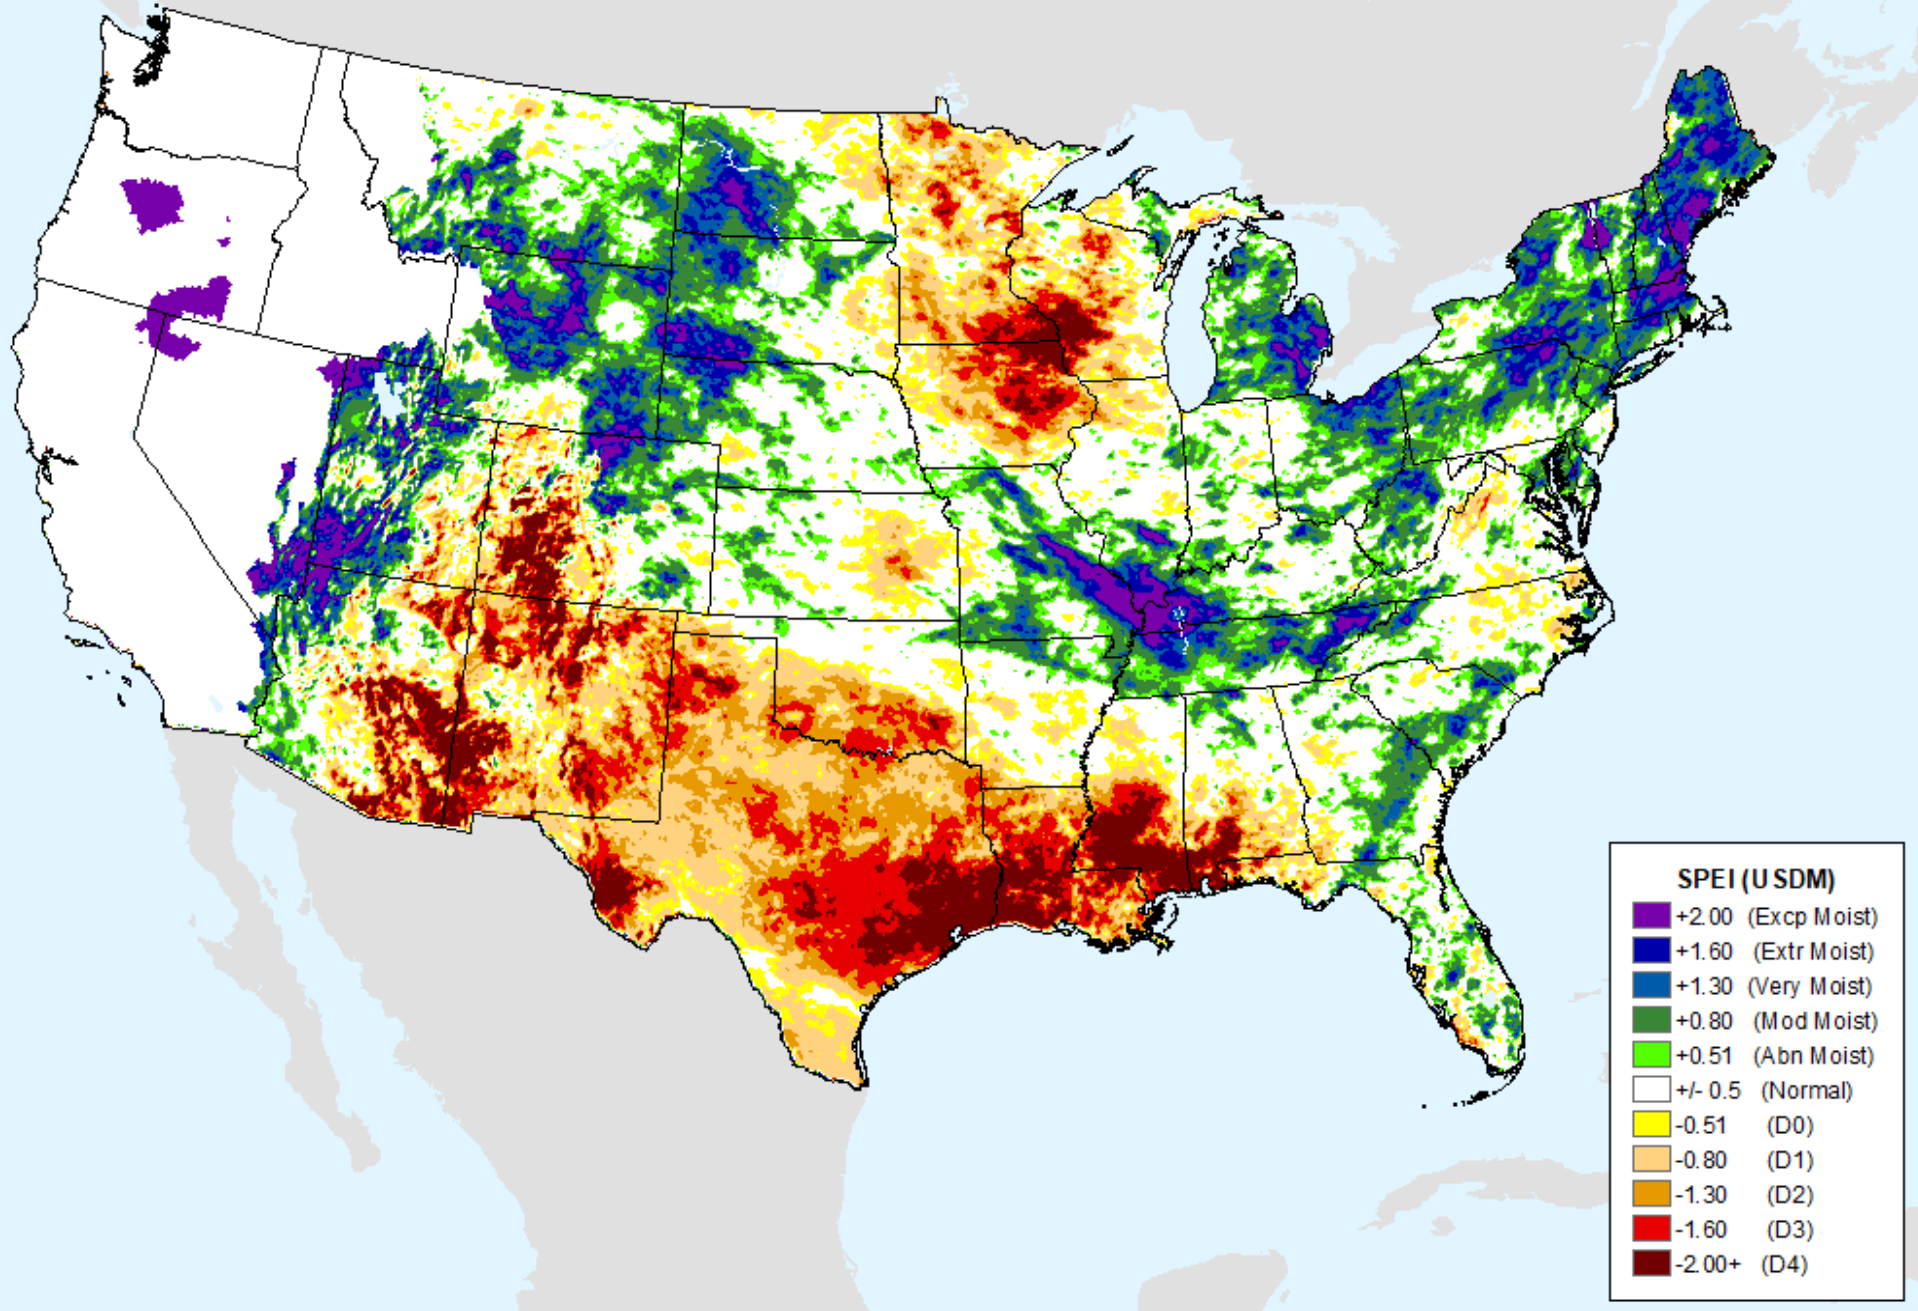 SPEI (USDM)
+2.00 (Excp Moist)
+1.60 (Extr Moist)
+1.30 (Very Moist)
+0.80 (Mod Moist)
+0.51 (Abn Moist)
+/- 0.5 (Normal)
-0.51 (D0)
-0.80 (D1)
-1.30 (D2)
-1.60 (D3)
-2.00+ (D4)